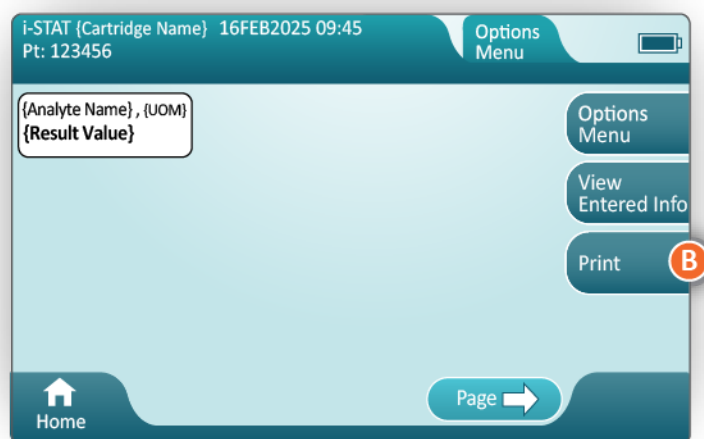 i-STAT {Cartridge Name} 16FEB2025 09:45
Pt: 123456
Options
Menu
{Analyte Name} , {UOM}
{Result Value}
Options
Menu
View
Entered Info
Print
B
Page
Home